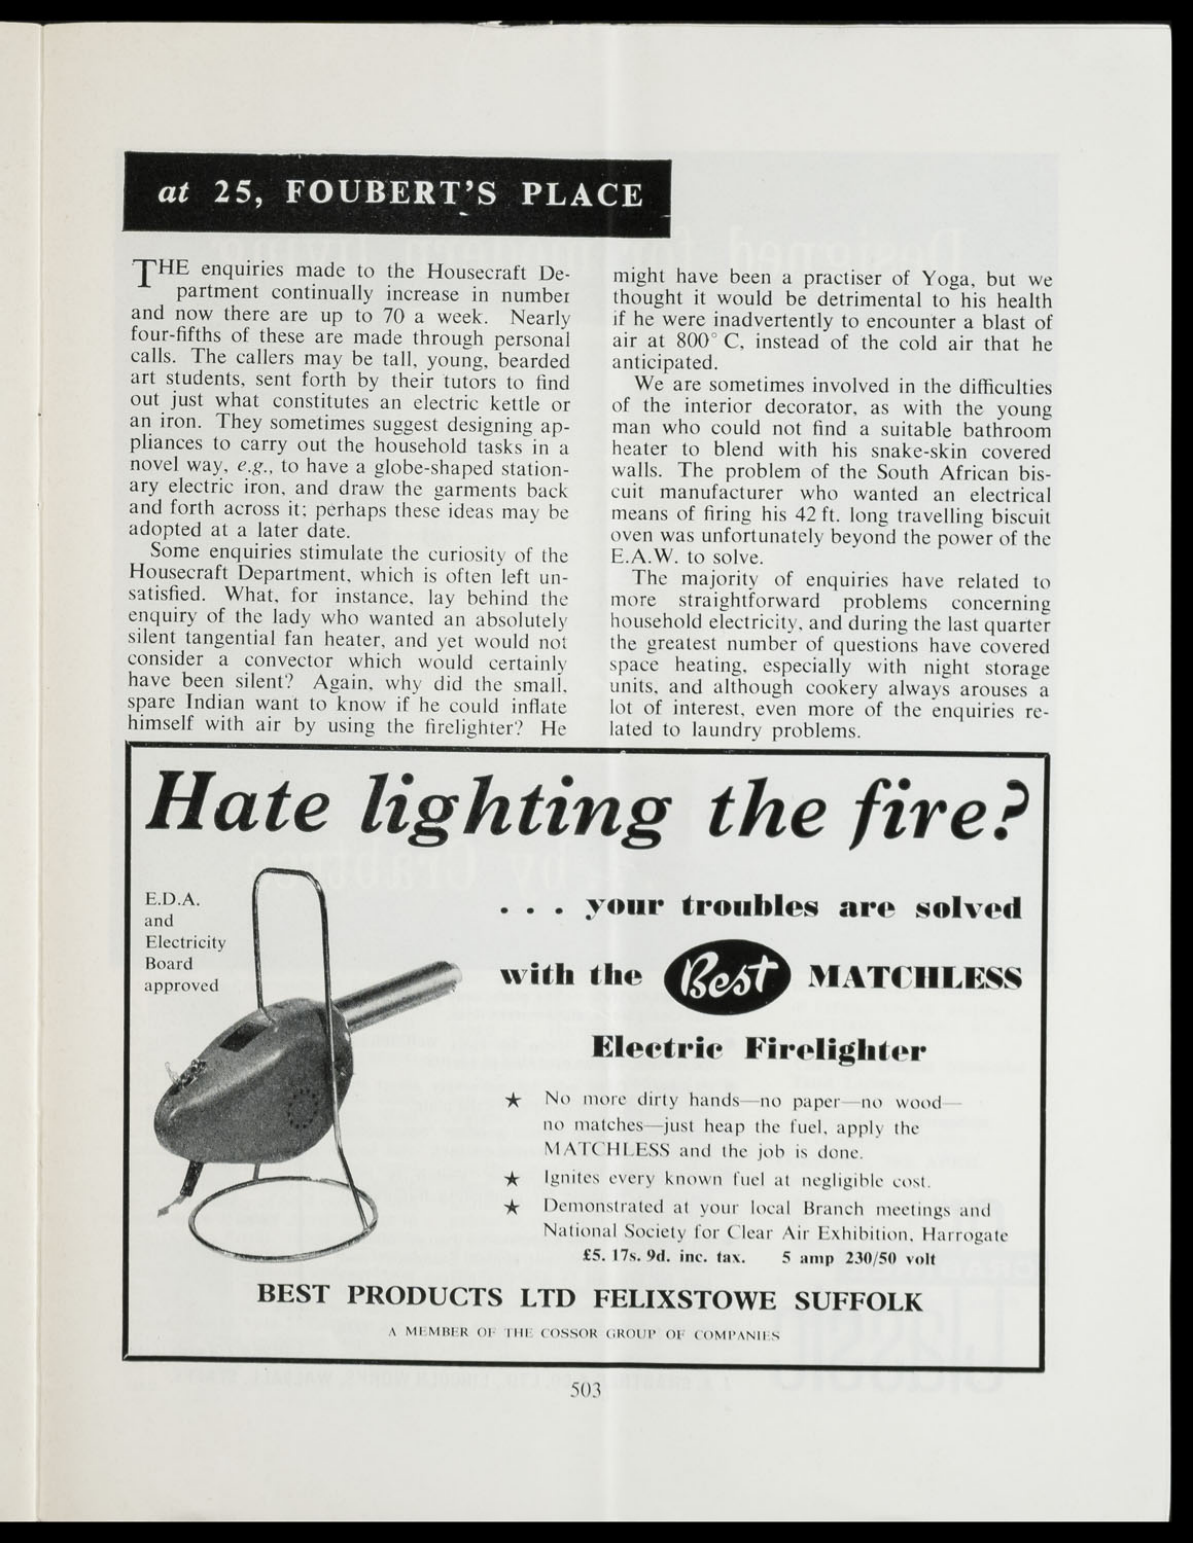 at 25, FOUBERT'S PLACE
THE enquiries made to the Housecraft De-
partment continually increase in number
and now there are up to 70 a week. Nearly
four-fifths of these are made through personal
calls. The callers may be tall, young, bearded
art students, sent forth by their tutors to find
out just what constitutes an electric kettle or
an iron. They sometimes suggest designing ap-
pliances to carry out the household tasks in a
novel way, e.g., to have a globe-shaped station-
ary electric iron, and draw the garments back
and forth across it; perhaps these ideas may be
adopted at a later date.
Some enquiries stimulate the curiosity of the
Housecraft Department, which is often left un-
satisfied. What, for instance, lay behind the
enquiry of the lady who wanted an absolutely
silent tangential fan heater, and yet would not
consider a convector which would certainly
have been silent? Again, why did the small,
spare Indian want to know if he could inflate
himself with air by using the firelighter? He
might have been a practiser of Yoga, but we
thought it would be detrimental to his health
if he were inadvertently to encounter a blast of
air at 800° C, instead of the cold air that he
anticipated.
We are sometimes involved in the difficulties
of the interior decorator, as with the young
man who could not find a suitable bathroom
heater to blend with his snake-skin covered
walls. The problem of the South African bis-
cuit manufacturer who wanted an electrical
means of firing his 42 ft. long travelling biscuit
oven was unfortunately beyond the power of the
E.A.W. to solve.
The majority of enquiries have related to
more straightforward problems concerning
household electricity, and during the last quarter
the greatest number of questions have covered
space heating, especially with night storage
units, and although cookery always arouses a
lot of interest, even more of the enquiries re-
lated to laundry problems.
Hate lighting the fire?
E.D.A.
and
Electricity
Board
approved
. . . your troubles are solved
with the Best MATCHLESS
Electric Firelighter
★ No more dirty hands—no paper—no wood—
no matches—just heap the fuel, apply the
MATCHLESS and the job is done.
★ Ignites every known fuel at negligible cost.
★ Demonstrated at your local Branch meetings and
National Society for Clear Air Exhibition, Harrogate
£5. 17s. 9d. inc. tax. 5 amp 230/50 volt
BEST PRODUCTS LTD FELIXSTOWE SUFFOLK
A MEMBER OF THE COSSOR GROUP OF COMPANIES
503